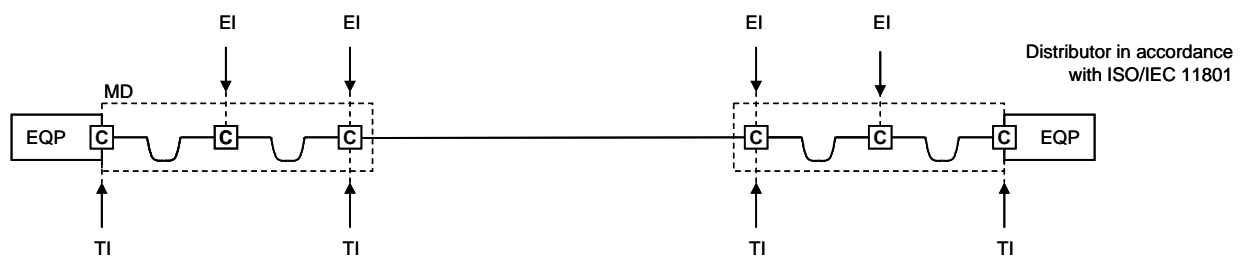 EI EI EI EI
Distributor in accordance
with ISO/IEC 11801
MD
EQP C C C C C C EQP
TI TI TI TI